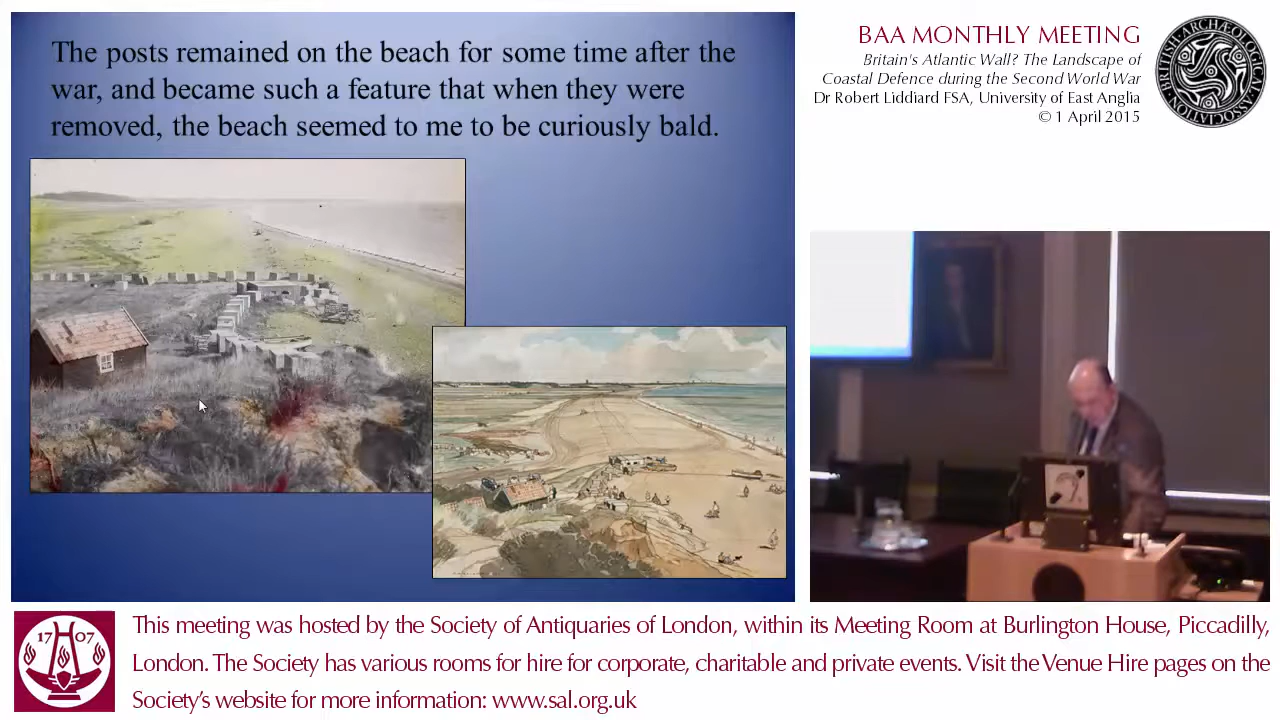 The posts remained on the beach for some time after the
war, and became such a feature that when they were
removed, the beach seemed to me to be curiously bald.
BAA MONTHLY MEETING
Britain's Atlantic Wall? The Landscape of
Coastal Defence during the Second World War
Dr Robert Liddiard FSA, University of East Anglia
© 1 April 2015
BRITISH · ARCHÆOLOGICAL · ASSOCIATION ·
17 07
This meeting was hosted by the Society of Antiquaries of London, within its Meeting Room at Burlington House, Piccadilly,
London. The Society has various rooms for hire for corporate, charitable and private events. Visit the Venue Hire pages on the
Society's website for more information: www.sal.org.uk